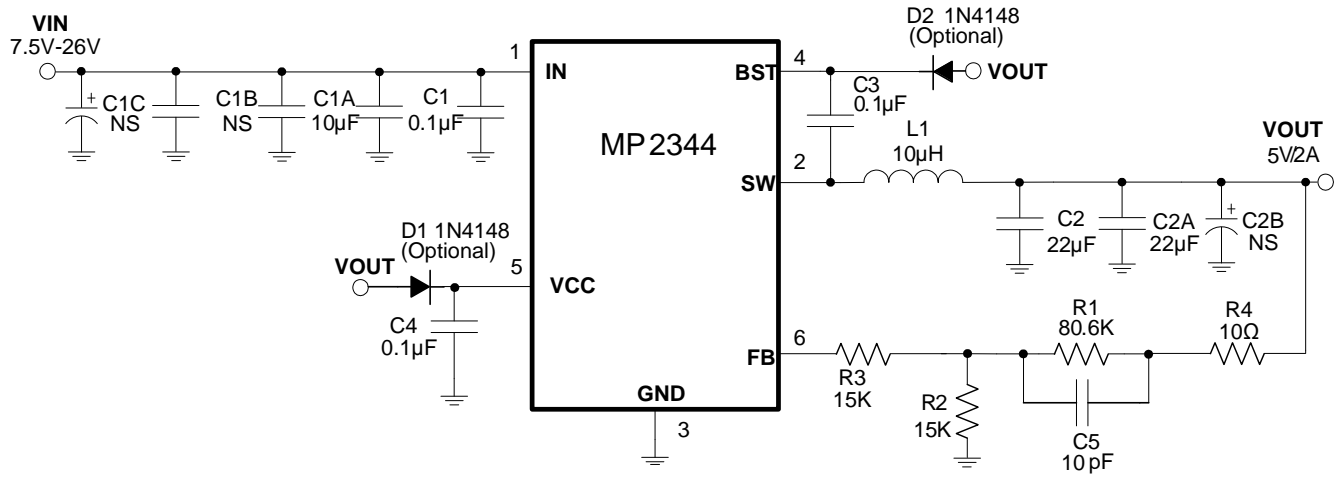 VIN
7.5V-26V
C1C
NS
C1B
NS
C1A
10µF
C1
0.1µF
1
IN
MP2344
BST
4
D2 1N4148
(Optional)
VOUT
C3
0.1µF
L1
10µH
2
SW
VOUT
5V/2A
C2
22µF
C2A
22µF
C2B
NS
+
+
D1 1N4148
(Optional)
VOUT
5
VCC
C4
0.1µF
FB
6
R3
15K
R2
15K
R1
80.6K
C5
10pF
R4
10Ω
GND
3